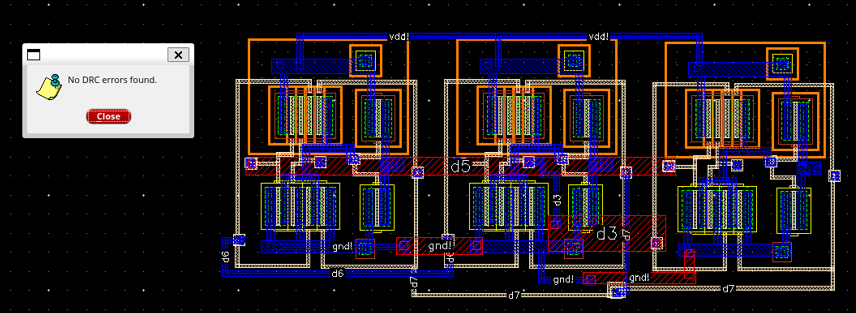 vdd!
vdd!
No DRC errors found.
Close
d5
d3
d3
d7
gnd!
gnd!
d6
d6
d6
d7
gnd!
gnd!
d7
d7